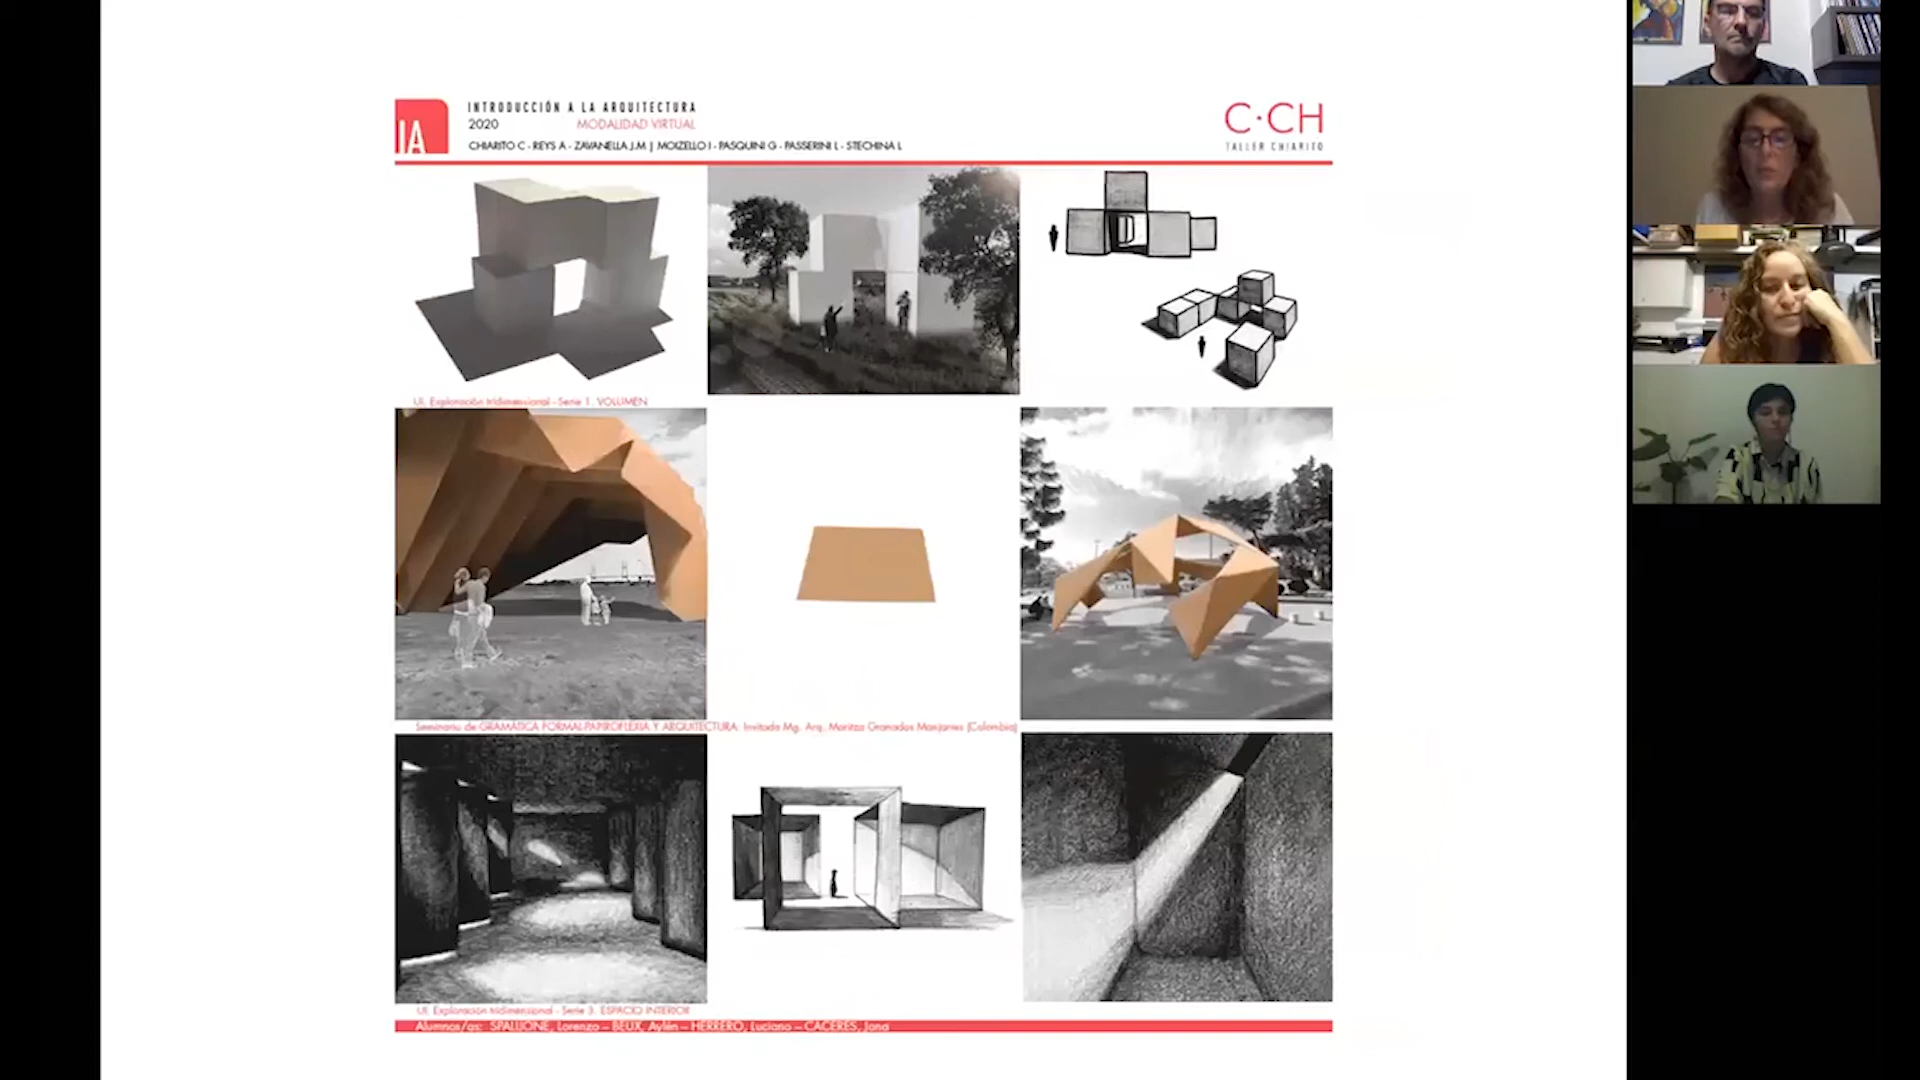 IA
INTRODUCCIÓN A LA ARQUITECTURA
2020 MODALIDAD VIRTUAL
CHIARITO C - REYS A - ZAVANELLA J.M | MOIZELLO I - PASQUINI G - PASSERINI L - STECHINA L
C·CH
TALLER CHIARITO
UI. Exploración tridimensional - Serie 1. VOLUMEN
Seminario de GRAMÁTICA FORMAL-PAPIROFLEXIA Y ARQUITECTURA: Invitada Mg. Arq. Maritza Granados Manjarres (Colombia)
UI. Exploración tridimensional - Serie 3. ESPACIO INTERIOR
Alumnos/as: SPALLIONE, Lorenzo – BEUX, Aylén – HERRERO, Luciano – CACERES, Jona